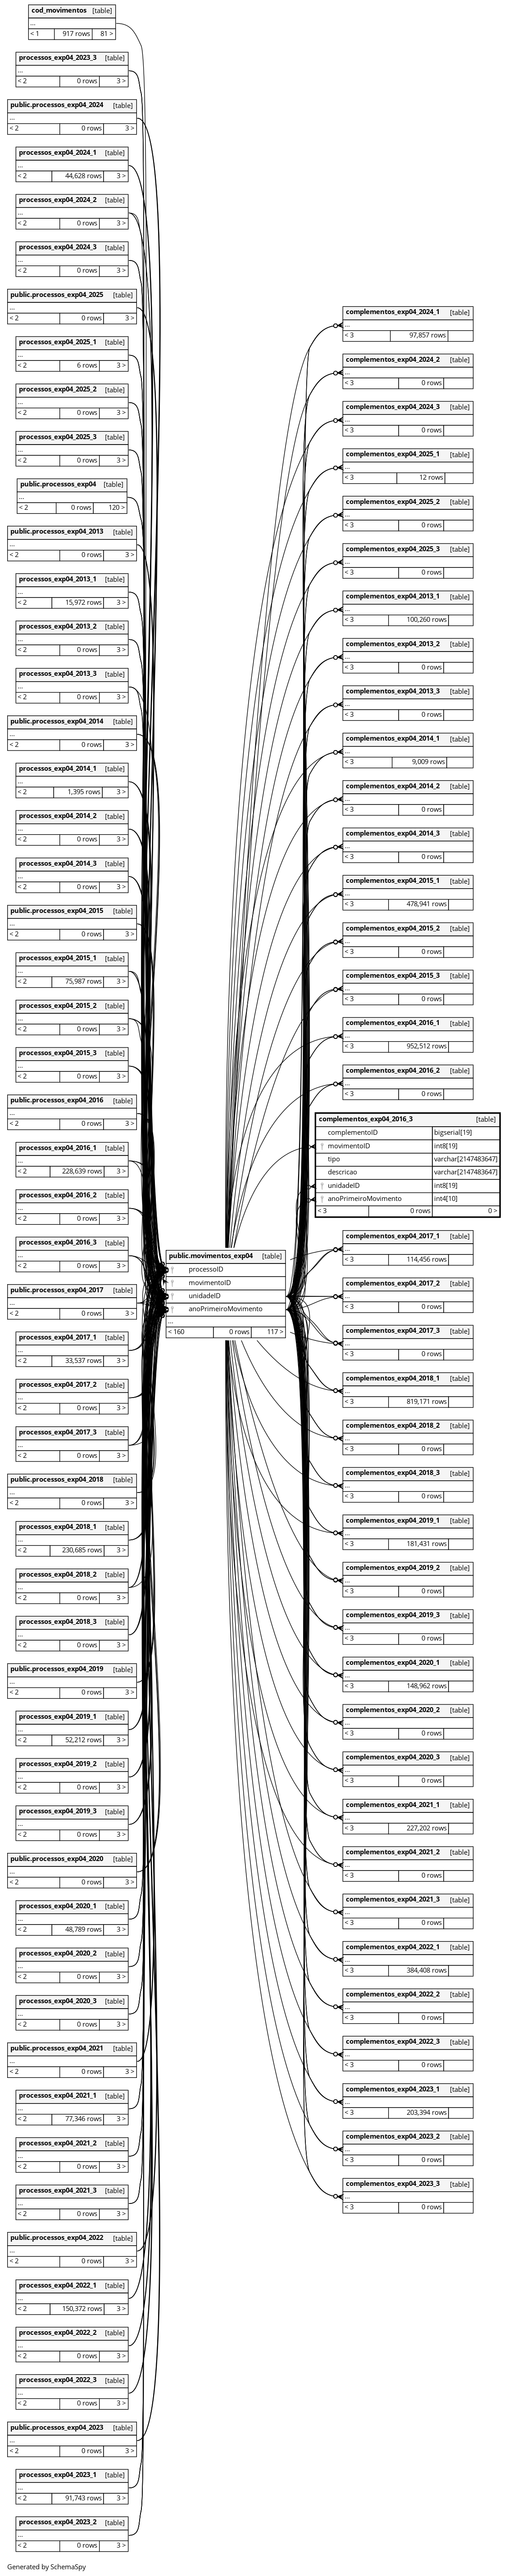 cod_movimentos [table]
...
< 1 917 rows 81 >
processos_exp04_2023_3 [table]
...
< 2 0 rows 3 >
public.processos_exp04_2024 [table]
...
< 2 0 rows 3 >
processos_exp04_2024_1 [table]
...
< 2 44,628 rows 3 >
processos_exp04_2024_2 [table]
...
< 2 0 rows 3 >
processos_exp04_2024_3 [table]
...
< 2 0 rows 3 >
public.processos_exp04_2025 [table]
...
< 2 0 rows 3 >
processos_exp04_2025_1 [table]
...
< 2 6 rows 3 >
processos_exp04_2025_2 [table]
...
< 2 0 rows 3 >
processos_exp04_2025_3 [table]
...
< 2 0 rows 3 >
public.processos_exp04 [table]
...
< 2 0 rows 120 >
public.processos_exp04_2013 [table]
...
< 2 0 rows 3 >
processos_exp04_2013_1 [table]
...
< 2 15,972 rows 3 >
processos_exp04_2013_2 [table]
...
< 2 0 rows 3 >
processos_exp04_2013_3 [table]
...
< 2 0 rows 3 >
public.processos_exp04_2014 [table]
...
< 2 0 rows 3 >
processos_exp04_2014_1 [table]
...
< 2 1,395 rows 3 >
processos_exp04_2014_2 [table]
...
< 2 0 rows 3 >
processos_exp04_2014_3 [table]
...
< 2 0 rows 3 >
public.processos_exp04_2015 [table]
...
< 2 0 rows 3 >
processos_exp04_2015_1 [table]
...
< 2 75,987 rows 3 >
processos_exp04_2015_2 [table]
...
< 2 0 rows 3 >
processos_exp04_2015_3 [table]
...
< 2 0 rows 3 >
public.processos_exp04_2016 [table]
...
< 2 0 rows 3 >
processos_exp04_2016_1 [table]
...
< 2 228,639 rows 3 >
processos_exp04_2016_2 [table]
...
< 2 0 rows 3 >
processos_exp04_2016_3 [table]
...
< 2 0 rows 3 >
public.processos_exp04_2017 [table]
...
< 2 0 rows 3 >
processos_exp04_2017_1 [table]
...
< 2 33,537 rows 3 >
processos_exp04_2017_2 [table]
...
< 2 0 rows 3 >
processos_exp04_2017_3 [table]
...
< 2 0 rows 3 >
public.processos_exp04_2018 [table]
...
< 2 0 rows 3 >
processos_exp04_2018_1 [table]
...
< 2 230,685 rows 3 >
processos_exp04_2018_2 [table]
...
< 2 0 rows 3 >
processos_exp04_2018_3 [table]
...
< 2 0 rows 3 >
public.processos_exp04_2019 [table]
...
< 2 0 rows 3 >
processos_exp04_2019_1 [table]
...
< 2 52,212 rows 3 >
processos_exp04_2019_2 [table]
...
< 2 0 rows 3 >
processos_exp04_2019_3 [table]
...
< 2 0 rows 3 >
public.processos_exp04_2020 [table]
...
< 2 0 rows 3 >
processos_exp04_2020_1 [table]
...
< 2 48,789 rows 3 >
processos_exp04_2020_2 [table]
...
< 2 0 rows 3 >
processos_exp04_2020_3 [table]
...
< 2 0 rows 3 >
public.processos_exp04_2021 [table]
...
< 2 0 rows 3 >
processos_exp04_2021_1 [table]
...
< 2 77,346 rows 3 >
processos_exp04_2021_2 [table]
...
< 2 0 rows 3 >
processos_exp04_2021_3 [table]
...
< 2 0 rows 3 >
public.processos_exp04_2022 [table]
...
< 2 0 rows 3 >
processos_exp04_2022_1 [table]
...
< 2 150,372 rows 3 >
processos_exp04_2022_2 [table]
...
< 2 0 rows 3 >
processos_exp04_2022_3 [table]
...
< 2 0 rows 3 >
public.processos_exp04_2023 [table]
...
< 2 0 rows 3 >
processos_exp04_2023_1 [table]
...
< 2 91,743 rows 3 >
processos_exp04_2023_2 [table]
...
< 2 0 rows 3 >
public.movimentos_exp04 [table]
processoID
movimentoID
unidadeID
anoPrimeiroMovimento
...
< 160 0 rows 117 >
complementos_exp04_2024_1 [table]
...
< 3 97,857 rows
complementos_exp04_2024_2 [table]
...
< 3 0 rows
complementos_exp04_2024_3 [table]
...
< 3 0 rows
complementos_exp04_2025_1 [table]
...
< 3 12 rows
complementos_exp04_2025_2 [table]
...
< 3 0 rows
complementos_exp04_2025_3 [table]
...
< 3 0 rows
complementos_exp04_2013_1 [table]
...
< 3 100,260 rows
complementos_exp04_2013_2 [table]
...
< 3 0 rows
complementos_exp04_2013_3 [table]
...
< 3 0 rows
complementos_exp04_2014_1 [table]
...
< 3 9,009 rows
complementos_exp04_2014_2 [table]
...
< 3 0 rows
complementos_exp04_2014_3 [table]
...
< 3 0 rows
complementos_exp04_2015_1 [table]
...
< 3 478,941 rows
complementos_exp04_2015_2 [table]
...
< 3 0 rows
complementos_exp04_2015_3 [table]
...
< 3 0 rows
complementos_exp04_2016_1 [table]
...
< 3 952,512 rows
complementos_exp04_2016_2 [table]
...
< 3 0 rows
complementos_exp04_2016_3 [table]
complementoID bigserial[19]
movimentoID int8[19]
tipo varchar[2147483647]
descricao varchar[2147483647]
unidadeID int8[19]
anoPrimeiroMovimento int4[10]
< 3 0 rows 0 >
complementos_exp04_2017_1 [table]
...
< 3 114,456 rows
complementos_exp04_2017_2 [table]
...
< 3 0 rows
complementos_exp04_2017_3 [table]
...
< 3 0 rows
complementos_exp04_2018_1 [table]
...
< 3 819,171 rows
complementos_exp04_2018_2 [table]
...
< 3 0 rows
complementos_exp04_2018_3 [table]
...
< 3 0 rows
complementos_exp04_2019_1 [table]
...
< 3 181,431 rows
complementos_exp04_2019_2 [table]
...
< 3 0 rows
complementos_exp04_2019_3 [table]
...
< 3 0 rows
complementos_exp04_2020_1 [table]
...
< 3 148,962 rows
complementos_exp04_2020_2 [table]
...
< 3 0 rows
complementos_exp04_2020_3 [table]
...
< 3 0 rows
complementos_exp04_2021_1 [table]
...
< 3 227,202 rows
complementos_exp04_2021_2 [table]
...
< 3 0 rows
complementos_exp04_2021_3 [table]
...
< 3 0 rows
complementos_exp04_2022_1 [table]
...
< 3 384,408 rows
complementos_exp04_2022_2 [table]
...
< 3 0 rows
complementos_exp04_2022_3 [table]
...
< 3 0 rows
complementos_exp04_2023_1 [table]
...
< 3 203,394 rows
complementos_exp04_2023_2 [table]
...
< 3 0 rows
complementos_exp04_2023_3 [table]
...
< 3 0 rows
Generated by SchemaSpy